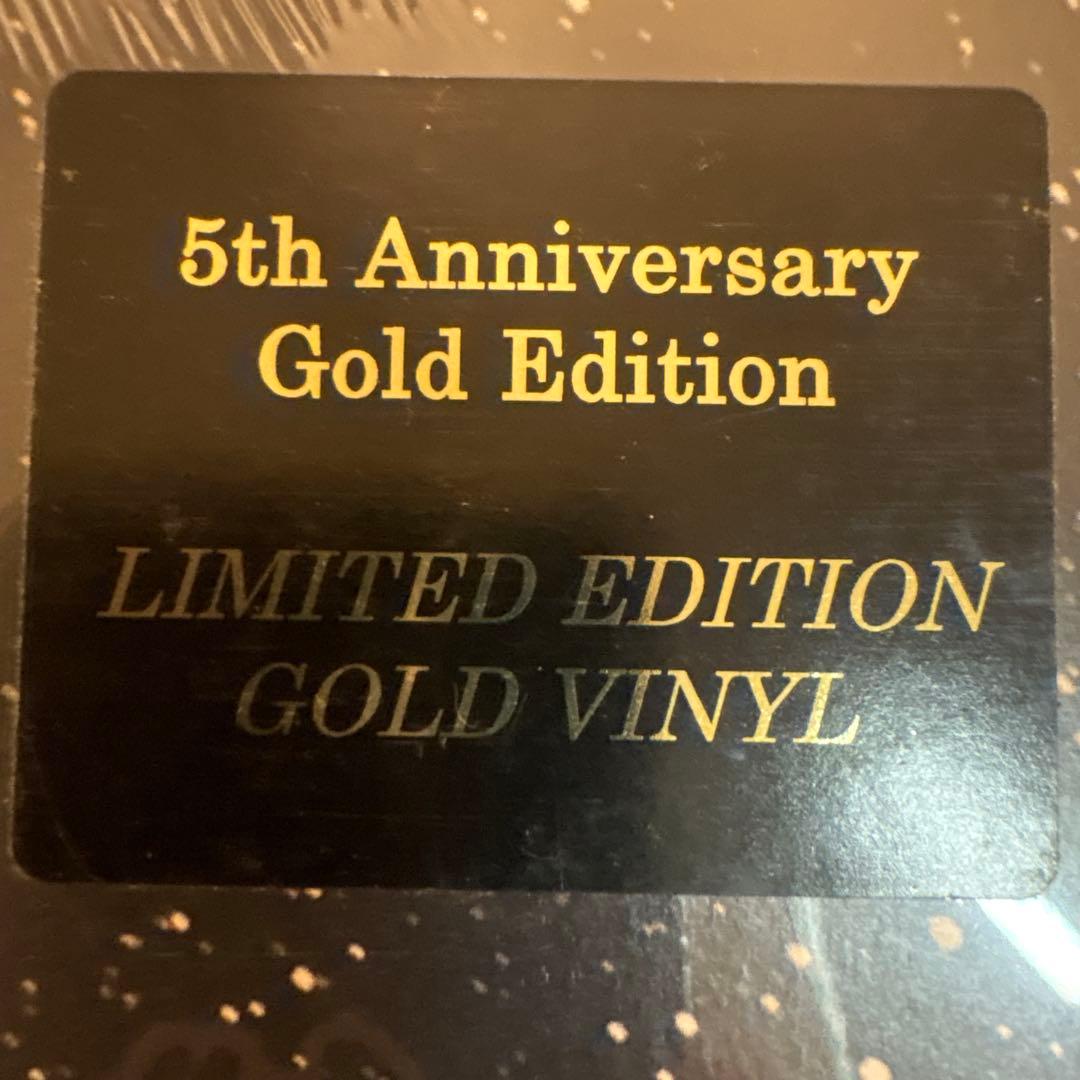 5th Anniversary
Gold Edition
LIMITED EDITION
GOLD VINYL